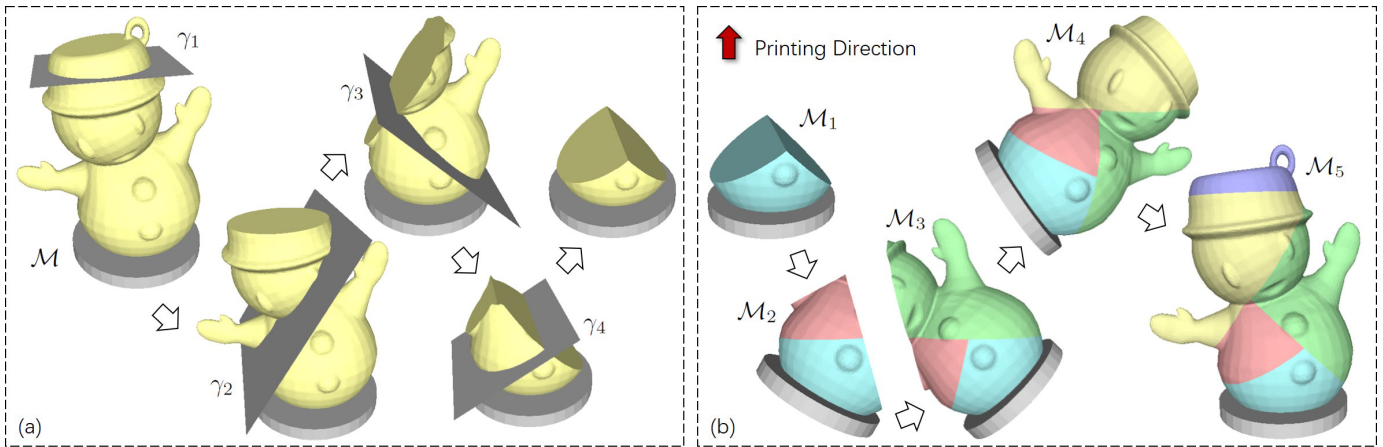 γ₁
γ₃
γ₂
γ₄
ℳ
(a)
Printing Direction
ℳ₁
ℳ₂
ℳ₃
ℳ₄
ℳ₅
(b)